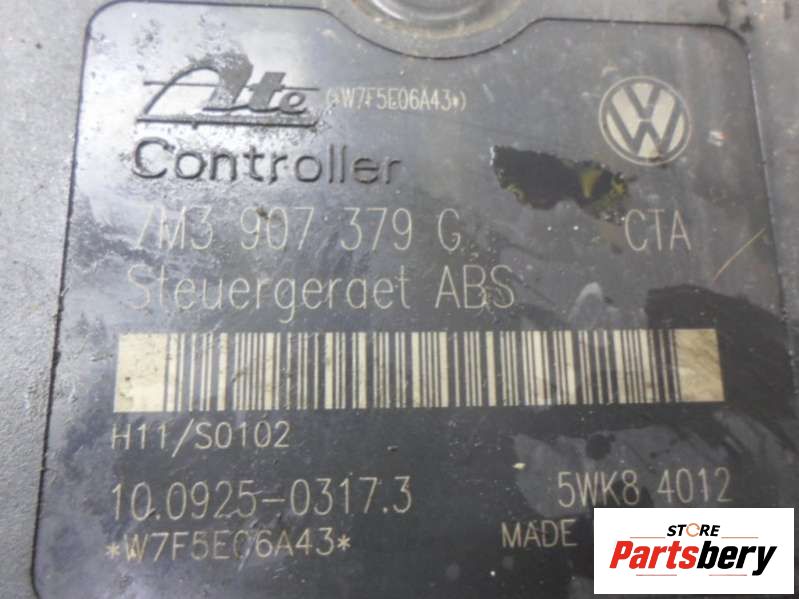 Ate (*W7F5E06A43*)
Controller
7M3 907 379 G CTA
Steuergeraet ABS
H11/S0102
10.0925-0317.3 5WK8 4012
*W7F5E06A43* MADE
STORE
Partsbery